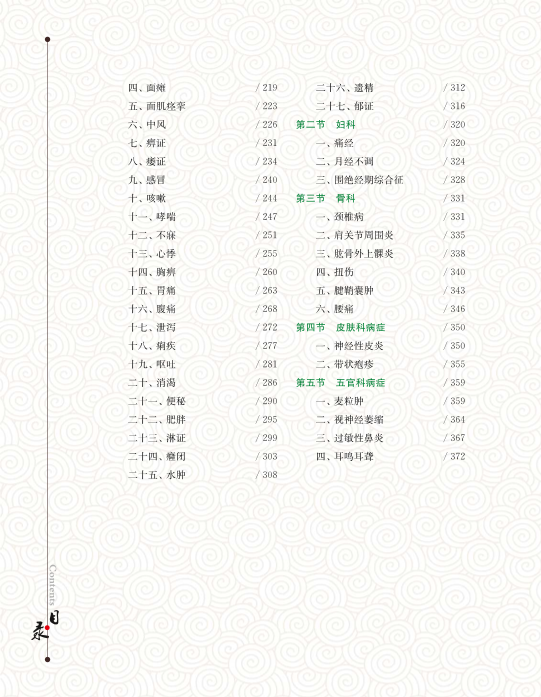 四、面瘫 / 219
五、面肌痉挛 / 223
六、中风 / 226
七、痹证 / 231
八、痿证 / 234
九、感冒 / 240
十、咳嗽 / 244
十一、哮喘 / 247
十二、不寐 / 251
十三、心悸 / 255
十四、胸痹 / 260
十五、胃痛 / 263
十六、腹痛 / 268
十七、泄泻 / 272
十八、痢疾 / 277
十九、呕吐 / 281
二十、消渴 / 286
二十一、便秘 / 290
二十二、肥胖 / 295
二十三、淋证 / 299
二十四、癃闭 / 303
二十五、水肿 / 308
二十六、遗精 / 312
二十七、郁证 / 316
第二节 妇科 / 320
一、痛经 / 320
二、月经不调 / 324
三、围绝经期综合征 / 328
第三节 骨科 / 331
一、颈椎病 / 331
二、肩关节周围炎 / 335
三、肱骨外上髁炎 / 338
四、扭伤 / 340
五、腱鞘囊肿 / 343
六、腰痛 / 346
第四节 皮肤科病症 / 350
一、神经性皮炎 / 350
二、带状疱疹 / 355
第五节 五官科病症 / 359
一、麦粒肿 / 359
二、视神经萎缩 / 364
三、过敏性鼻炎 / 367
四、耳鸣耳聋 / 372
Contents
目录